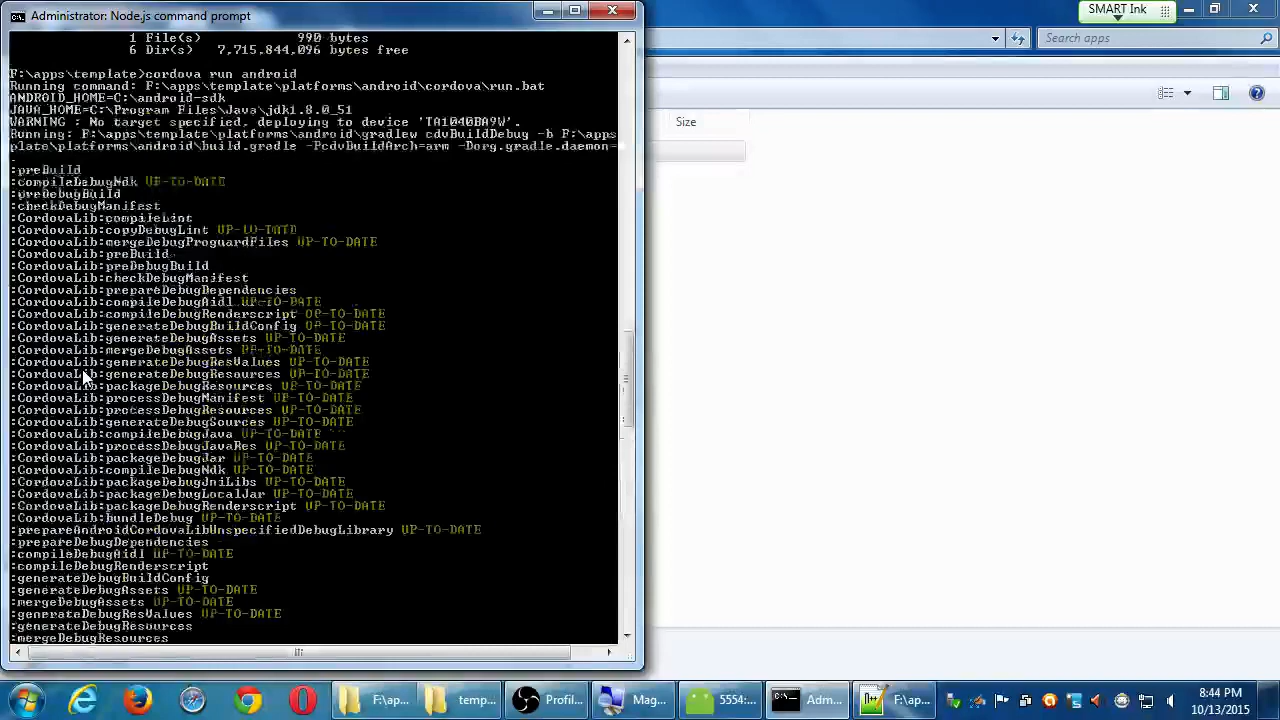 Administrator: Node.js command prompt
SMART Ink
Search apps
Size
1 File(s) 990 bytes
6 Dir(s) 7,715,844,096 bytes free
F:\apps\template>cordova run android
Running command: F:\apps\template\platforms\android\cordova\run.bat
ANDROID_HOME=C:\android-sdk
JAVA_HOME=C:\Program Files\Java\jdk1.8.0_51
WARNING : No target specified, deploying to device 'TA1040BA9W'.
Running: F:\apps\template\platforms\android\gradlew cdvBuildDebug -b F:\apps
plate\platforms\android\build.gradle -PcdvBuildArch=arm -Dorg.gradle.daemon=
:preBuild
:compileDebugNdk UP-TO-DATE
:preDebugBuild
:checkDebugManifest
:CordovaLib:compileLint
:CordovaLib:copyDebugLint UP-TO-DATE
:CordovaLib:mergeDebugProguardFiles UP-TO-DATE
:CordovaLib:preBuild
:CordovaLib:preDebugBuild
:CordovaLib:checkDebugManifest
:CordovaLib:prepareDebugDependencies
:CordovaLib:compileDebugAidl UP-TO-DATE
:CordovaLib:compileDebugRenderscript UP-TO-DATE
:CordovaLib:generateDebugBuildConfig UP-TO-DATE
:CordovaLib:generateDebugAssets UP-TO-DATE
:CordovaLib:mergeDebugAssets UP-TO-DATE
:CordovaLib:generateDebugResValues UP-TO-DATE
:CordovaLib:generateDebugResources UP-TO-DATE
:CordovaLib:packageDebugResources UP-TO-DATE
:CordovaLib:processDebugManifest UP-TO-DATE
:CordovaLib:processDebugResources UP-TO-DATE
:CordovaLib:generateDebugSources UP-TO-DATE
:CordovaLib:compileDebugJava UP-TO-DATE
:CordovaLib:processDebugJavaRes UP-TO-DATE
:CordovaLib:packageDebugJar UP-TO-DATE
:CordovaLib:compileDebugNdk UP-TO-DATE
:CordovaLib:packageDebugJniLibs UP-TO-DATE
:CordovaLib:packageDebugLocalJar UP-TO-DATE
:CordovaLib:packageDebugRenderscript UP-TO-DATE
:CordovaLib:bundleDebug UP-TO-DATE
:prepareAndroidCordovaLibUnspecifiedDebugLibrary UP-TO-DATE
:prepareDebugDependencies
:compileDebugAidl UP-TO-DATE
:compileDebugRenderscript
:generateDebugBuildConfig
:generateDebugAssets UP-TO-DATE
:mergeDebugAssets UP-TO-DATE
:generateDebugResValues UP-TO-DATE
:generateDebugResources
:mergeDebugResources
F:\ap...
temp...
Profil...
Mag...
5554:...
Adm...
F:\ap...
8:44 PM
10/13/2015